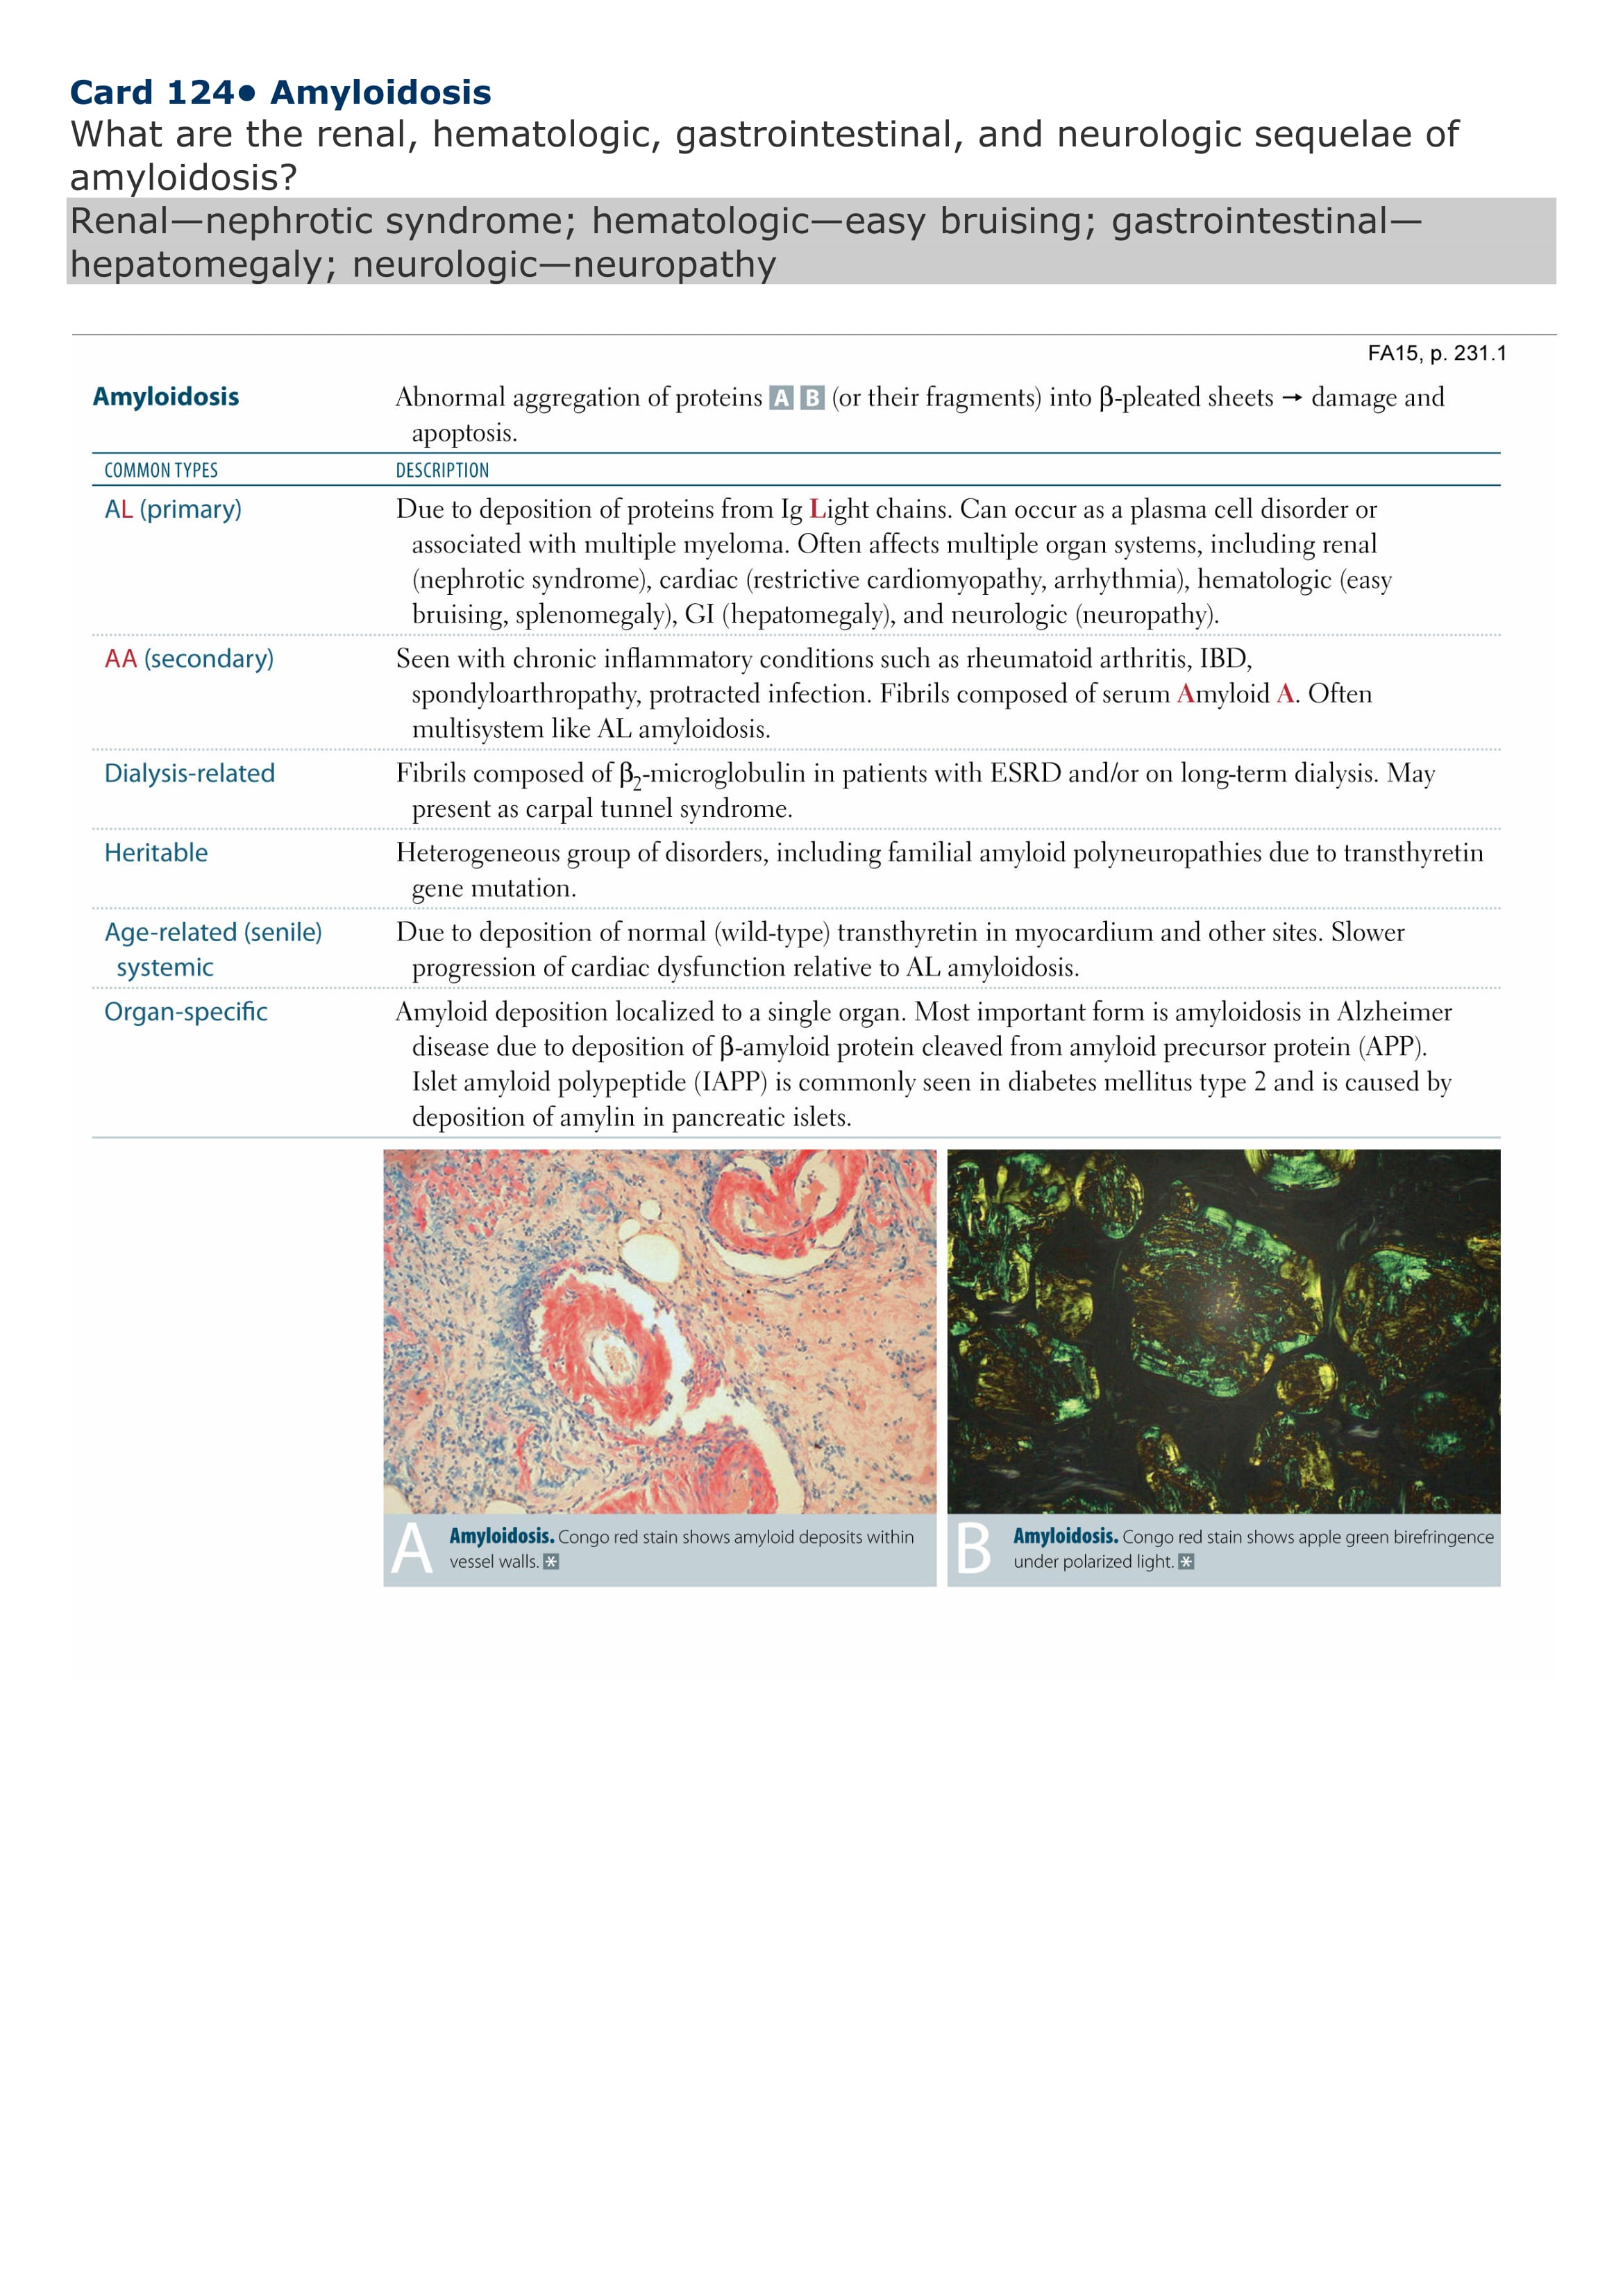 Card 124• Amyloidosis
What are the renal, hematologic, gastrointestinal, and neurologic sequelae of
amyloidosis?
Renal—nephrotic syndrome; hematologic—easy bruising; gastrointestinal—
hepatomegaly; neurologic—neuropathy
FA15, p. 231.1
Amyloidosis
Abnormal aggregation of proteins A B (or their fragments) into β-pleated sheets → damage and
apoptosis.
COMMON TYPES
DESCRIPTION
AL (primary)
Due to deposition of proteins from Ig Light chains. Can occur as a plasma cell disorder or
associated with multiple myeloma. Often affects multiple organ systems, including renal
(nephrotic syndrome), cardiac (restrictive cardiomyopathy, arrhythmia), hematologic (easy
bruising, splenomegaly), GI (hepatomegaly), and neurologic (neuropathy).
AA (secondary)
Seen with chronic inflammatory conditions such as rheumatoid arthritis, IBD,
spondyloarthropathy, protracted infection. Fibrils composed of serum Amyloid A. Often
multisystem like AL amyloidosis.
Dialysis-related
Fibrils composed of β₂-microglobulin in patients with ESRD and/or on long-term dialysis. May
present as carpal tunnel syndrome.
Heritable
Heterogeneous group of disorders, including familial amyloid polyneuropathies due to transthyretin
gene mutation.
Age-related (senile)
systemic
Due to deposition of normal (wild-type) transthyretin in myocardium and other sites. Slower
progression of cardiac dysfunction relative to AL amyloidosis.
Organ-specific
Amyloid deposition localized to a single organ. Most important form is amyloidosis in Alzheimer
disease due to deposition of β-amyloid protein cleaved from amyloid precursor protein (APP).
Islet amyloid polypeptide (IAPP) is commonly seen in diabetes mellitus type 2 and is caused by
deposition of amylin in pancreatic islets.
A
Amyloidosis. Congo red stain shows amyloid deposits within
vessel walls. *
B
Amyloidosis. Congo red stain shows apple green birefringence
under polarized light. *